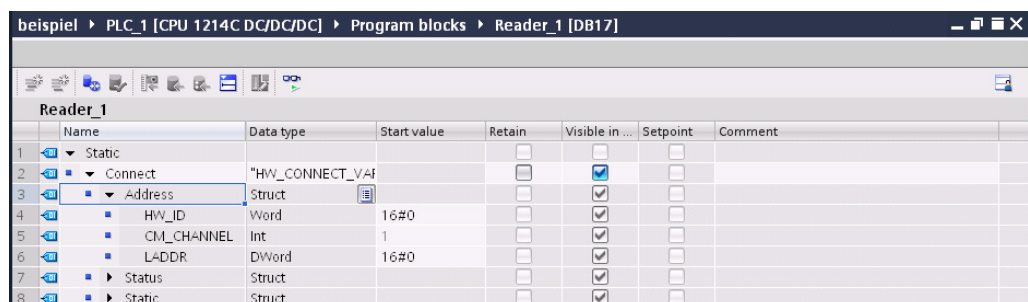 beispiel ▸ PLC_1 [CPU 1214C DC/DC/DC] ▸ Program blocks ▸ Reader_1 [DB17]
Reader_1
Name Data type Start value Retain Visible in ... Setpoint Comment
1 Static
2 Connect "HW_CONNECT_VAR
3 Address Struct
4 HW_ID Word 16#0
5 CM_CHANNEL Int 1
6 LADDR DWord 16#0
7 Status Struct
8 Static Struct